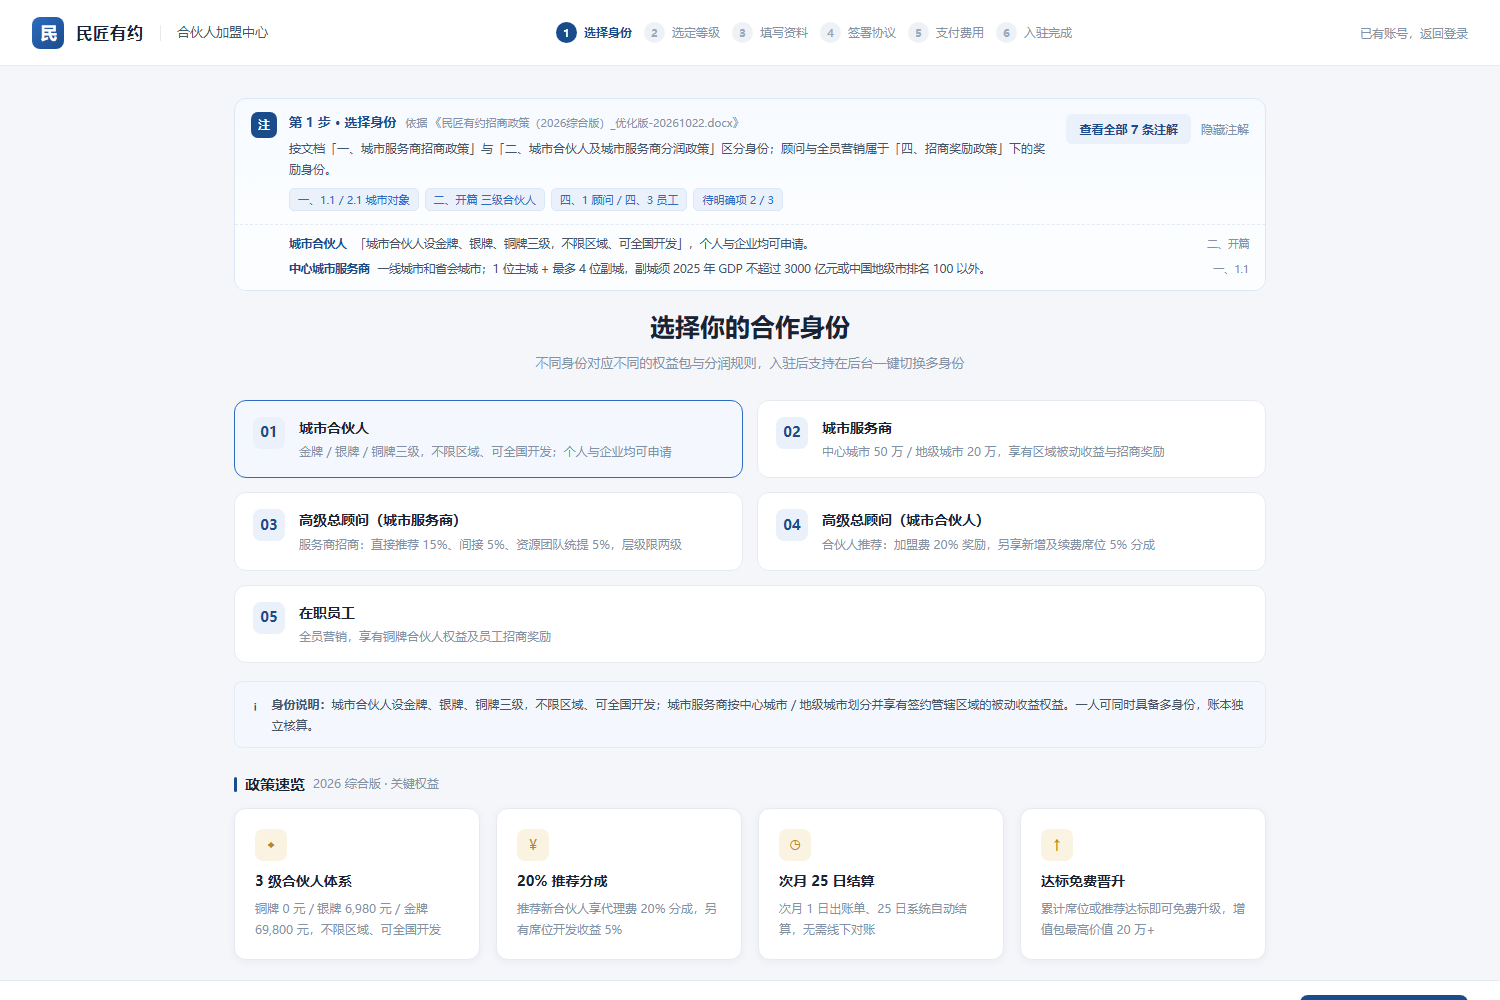 民 民匠有约 合伙人加盟中心
1 选择身份 2 选定等级 3 填写资料 4 签署协议 5 支付费用 6 入驻完成
已有账号，返回登录
注 第 1 步 • 选择身份 依据《民匠有约招商政策（2026综合版）_优化版-20261022.docx》
查看全部 7 条注解 隐藏注解
按文档「一、城市服务商招商政策」与「二、城市合伙人及城市服务商分润政策」区分身份；顾问与全员营销属于「四、招商奖励政策」下的奖
励身份。
一、1.1 / 2.1 城市对象 二、开篇 三级合伙人 四、1 顾问 / 四、3 员工 待明确项 2 / 3
城市合伙人 「城市合伙人设金牌、银牌、铜牌三级，不限区域、可全国开发」，个人与企业均可申请。 二、开篇
中心城市服务商 一线城市和省会城市；1 位主城 + 最多 4 位副城，副城须 2025 年 GDP 不超过 3000 亿元或中国地级市排名 100 以外。 一、1.1
选择你的合作身份
不同身份对应不同的权益包与分润规则，入驻后支持在后台一键切换多身份
01 城市合伙人
金牌 / 银牌 / 铜牌三级，不限区域、可全国开发；个人与企业均可申请
02 城市服务商
中心城市 50 万 / 地级城市 20 万，享有区域被动收益与招商奖励
03 高级总顾问（城市服务商）
服务商招商：直接推荐 15%、间接 5%、资源团队统提 5%，层级限两级
04 高级总顾问（城市合伙人）
合伙人推荐：加盟费 20% 奖励，另享新增及续费席位 5% 分成
05 在职员工
全员营销，享有铜牌合伙人权益及员工招商奖励
i 身份说明：城市合伙人设金牌、银牌、铜牌三级，不限区域、可全国开发；城市服务商按中心城市 / 地级城市划分并享有签约管辖区域的被动收益权益。一人可同时具备多身份，账本独
立核算。
政策速览 2026 综合版 · 关键权益
3 级合伙人体系
铜牌 0 元 / 银牌 6,980 元 / 金牌
69,800 元，不限区域、可全国开发
¥
20% 推荐分成
推荐新合伙人享代理费 20% 分成，另
有席位开发收益 5%
次月 25 日结算
次月 1 日出账单、25 日系统自动结
算，无需线下对账
↑
达标免费晋升
累计席位或推荐达标即可免费升级，增
值包最高价值 20 万+